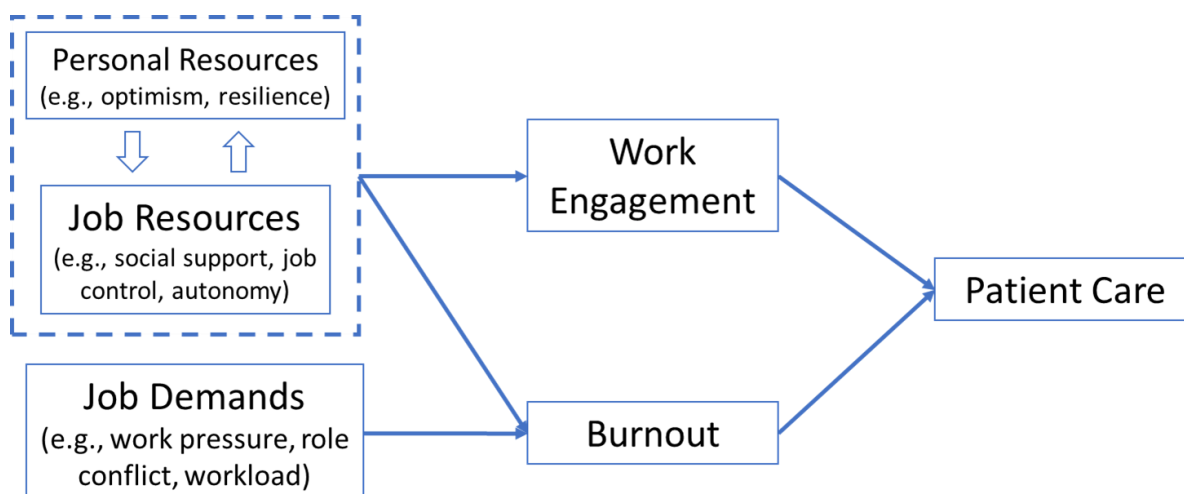 Personal Resources
(e.g., optimism, resilience)
Job Resources
(e.g., social support, job
control, autonomy)
Job Demands
(e.g., work pressure, role
conflict, workload)
Work
Engagement
Burnout
Patient Care